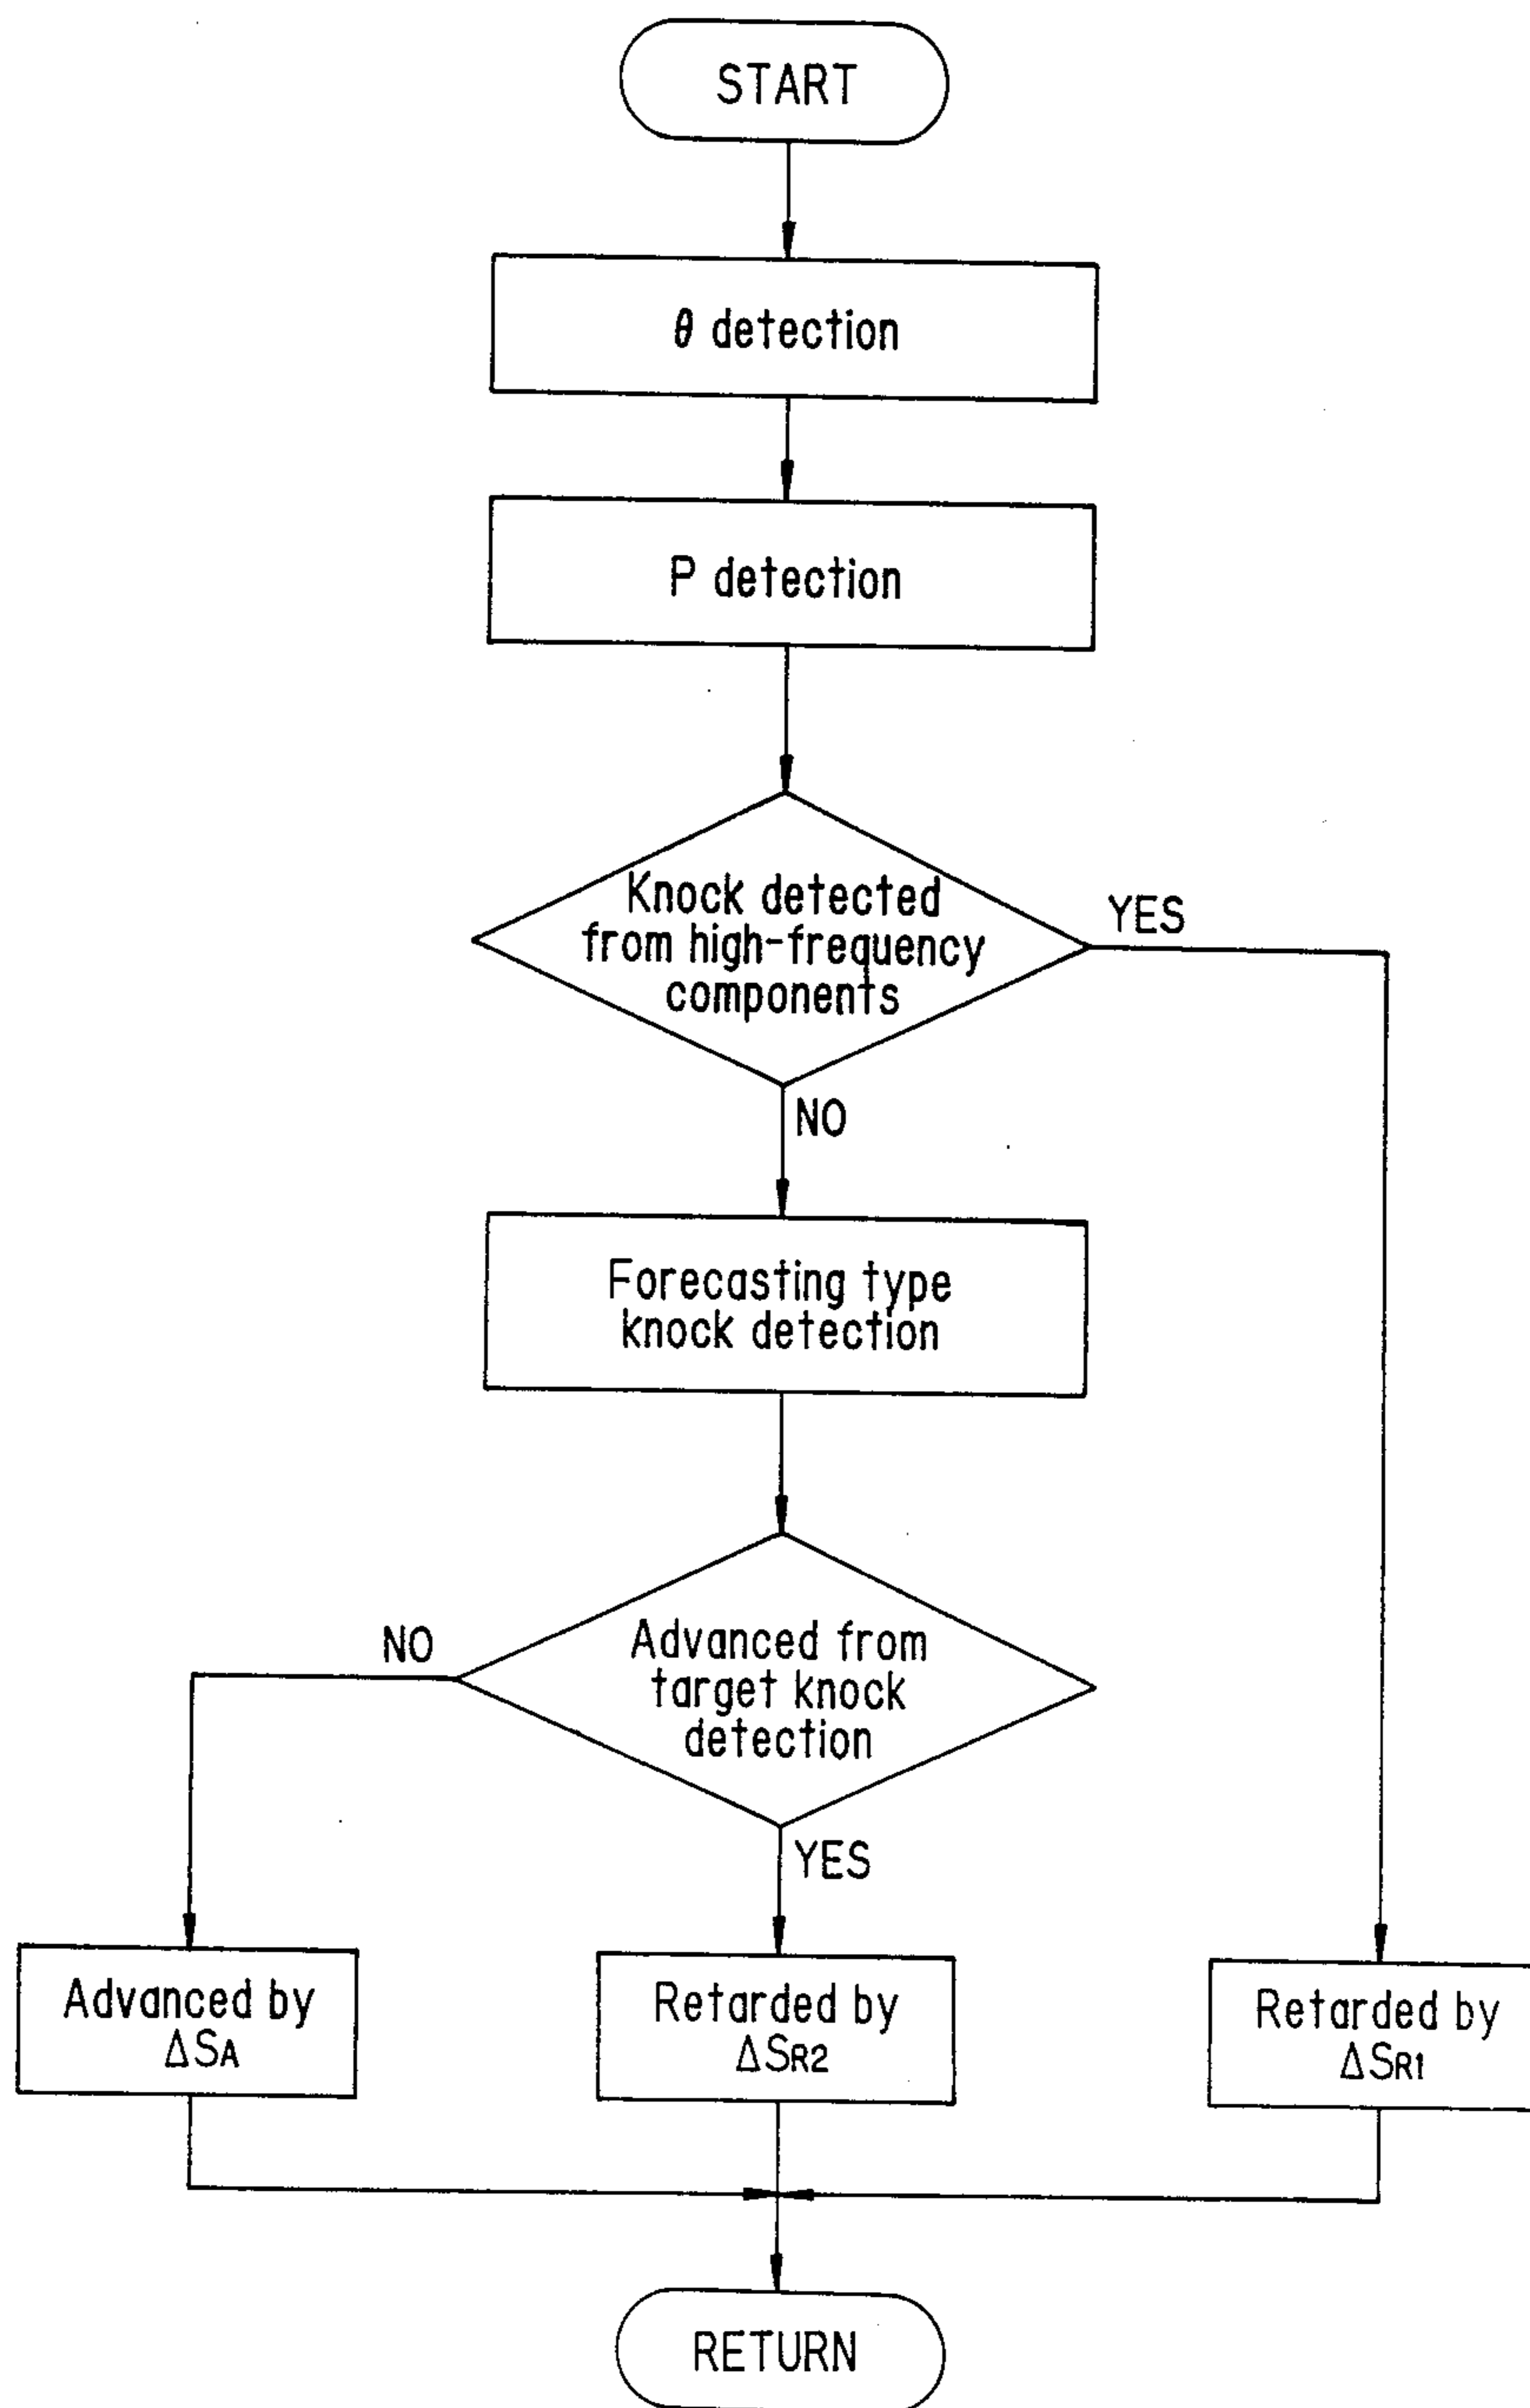 START
θ detection
P detection
Knock detected
from high-frequency
components
YES
NO
Forecasting type
knock detection
Advanced from
target knock
detection
NO
YES
Advanced by
ΔSA
Retarded by
ΔSR2
Retarded by
ΔSR1
RETURN